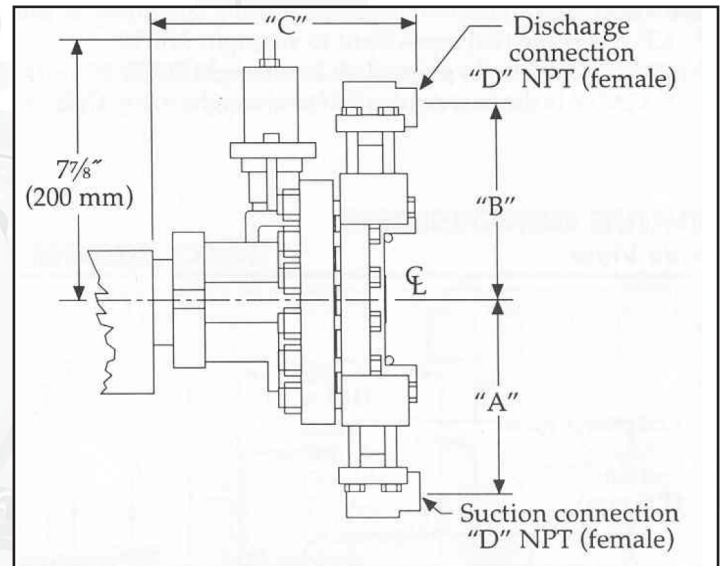 “C”
Discharge
connection
“D” NPT (female)
7⅞″
(200 mm)
“B”
℄
“A”
Suction connection
“D” NPT (female)